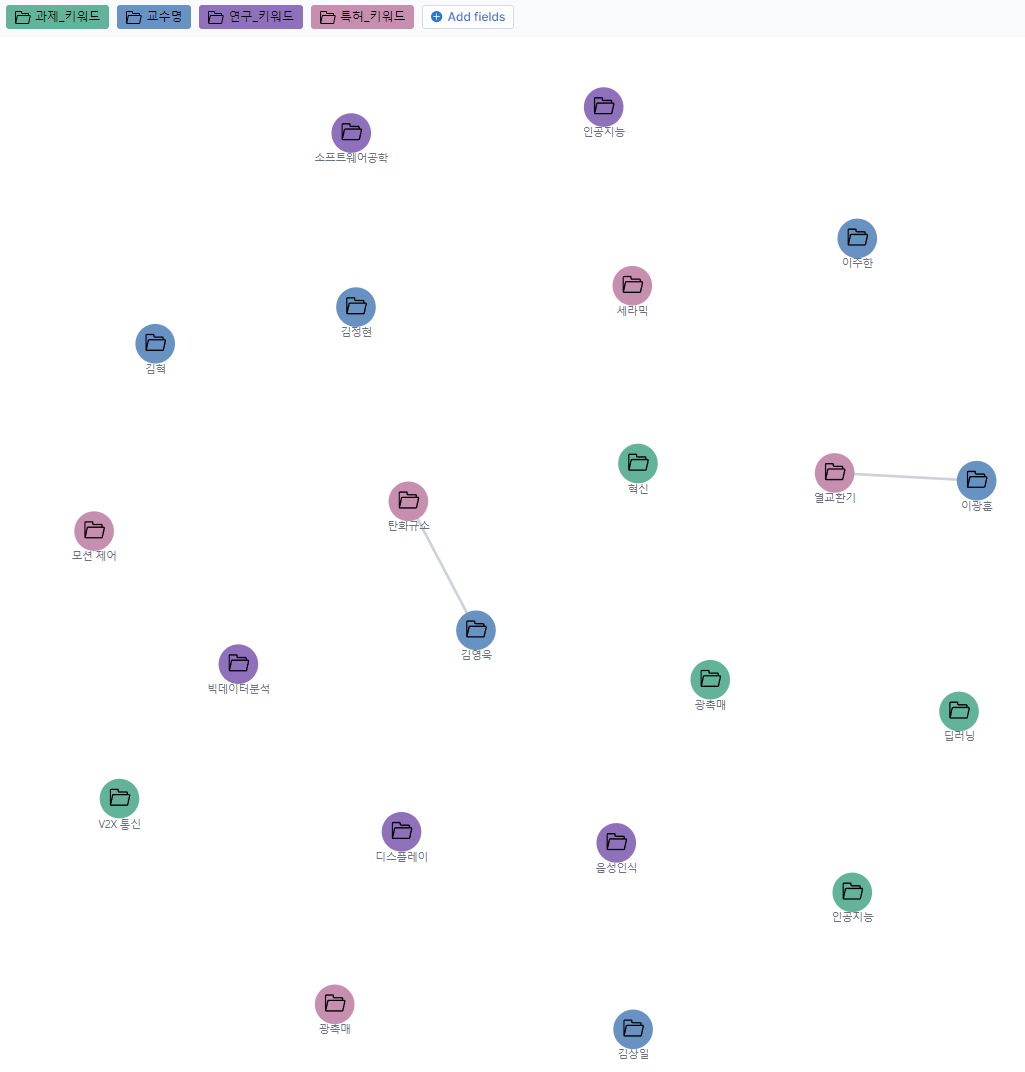 과제_키워드 교수명 연구_키워드 특허_키워드 Add fields
인공지능
소프트웨어공학
이주한
세라믹
김정현
김혁
혁신
열교환기
이광훈
탄화규소
모션 제어
김영욱
빅데이터분석
광촉매
딥러닝
V2X 통신
디스플레이
음성인식
인공지능
광촉매
김상일